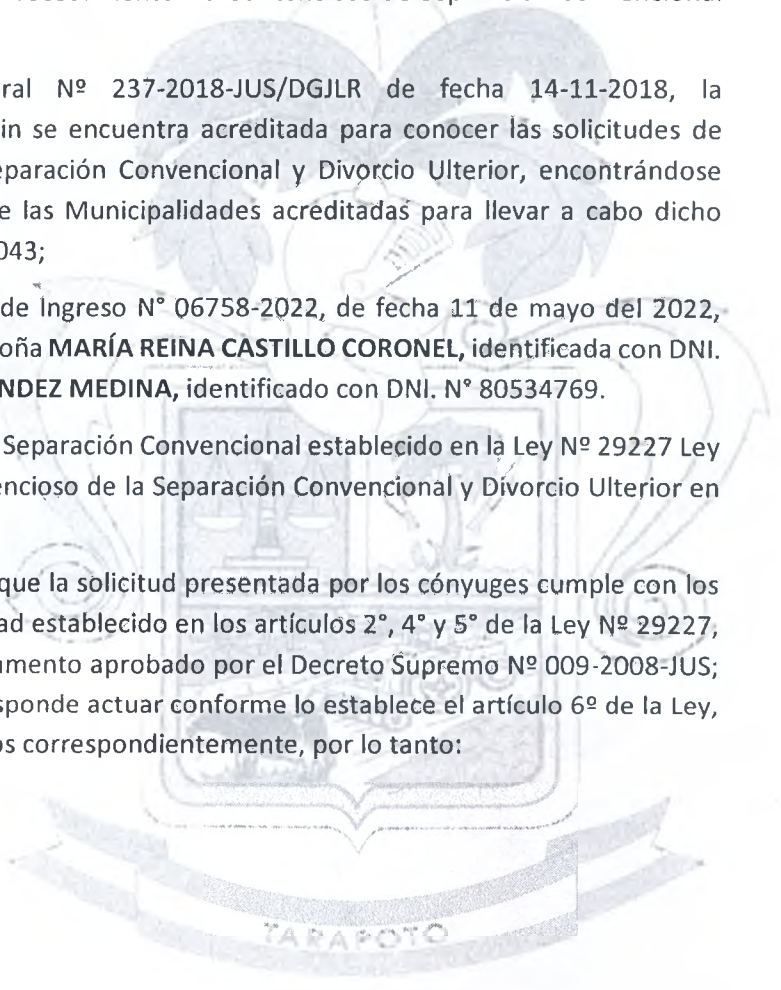 ral Nº 237-2018-JUS/DGJLR de fecha 14-11-2018, la
in se encuentra acreditada para conocer las solicitudes de
eparación Convencional y Divorcio Ulterior, encontrándose
e las Municipalidades acreditadas para llevar a cabo dicho
043;
de Ingreso N° 06758-2022, de fecha 11 de mayo del 2022,
oña MARÍA REINA CASTILLO CORONEL, identificada con DNI.
NDEZ MEDINA, identificado con DNI. N° 80534769.
Separación Convencional establecido en la Ley Nº 29227 Ley
encioso de la Separación Convencional y Divorcio Ulterior en
que la solicitud presentada por los cónyuges cumple con los
ad establecido en los artículos 2°, 4° y 5° de la Ley Nº 29227,
amento aprobado por el Decreto Supremo Nº 009-2008-JUS;
sponde actuar conforme lo establece el artículo 6º de la Ley,
os correspondientemente, por lo tanto:
TARAPOTO